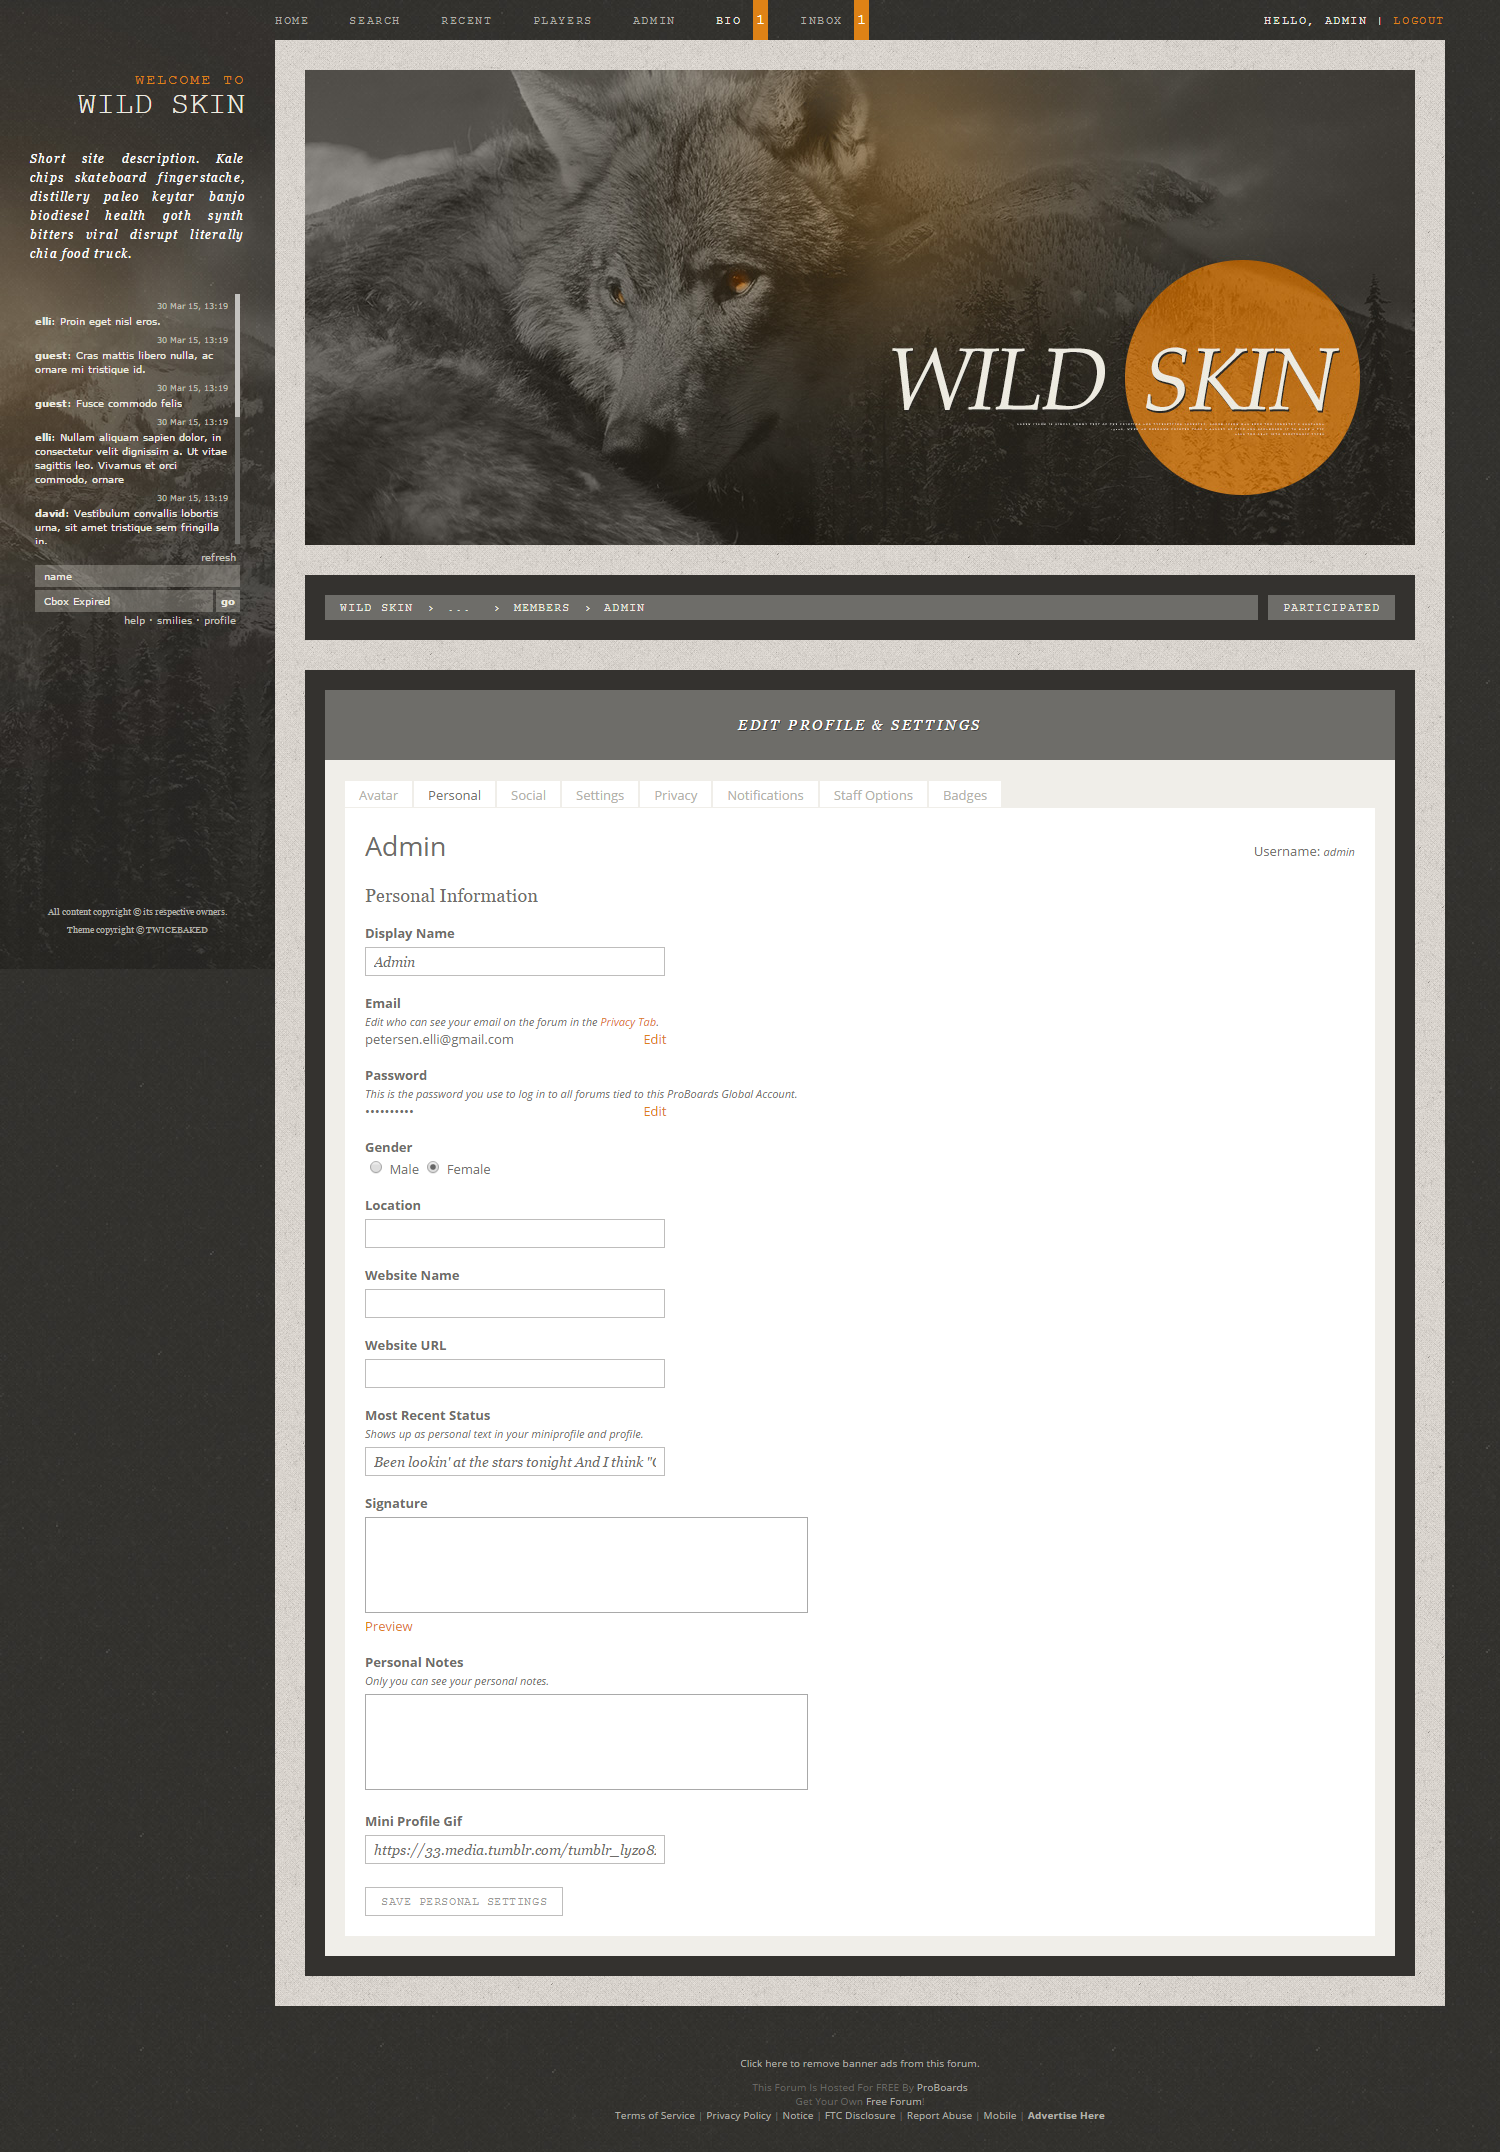 HOME SEARCH RECENT PLAYERS ADMIN BIO 1 INBOX 1
HELLO, ADMIN | LOGOUT
WELCOME TO
WILD SKIN
Short site description. Kale
chips skateboard fingerstache,
distillery paleo keytar banjo
biodiesel health goth synth
bitters viral disrupt literally
chia food truck.
30 Mar 15, 13:19
elli: Proin eget nisl eros.
30 Mar 15, 13:19
guest: Cras mattis libero nulla, ac
ornare mi tristique id.
30 Mar 15, 13:19
guest: Fusce commodo felis
30 Mar 15, 13:19
elli: Nullam aliquam sapien dolor, in
consectetur velit dignissim a. Ut vitae
sagittis leo. Vivamus et orci
commodo, ornare
30 Mar 15, 13:19
david: Vestibulum convallis lobortis
urna, sit amet tristique sem fringilla
in.
refresh
name
Cbox Expired go
help · smilies · profile
All content copyright © its respective owners.
Theme copyright © TWICEBAKED
WILD SKIN
WILD SKIN › ... › MEMBERS › ADMIN
PARTICIPATED
EDIT PROFILE & SETTINGS
Avatar Personal Social Settings Privacy Notifications Staff Options Badges
Admin
Username: admin
Personal Information
Display Name
Admin
Email
Edit who can see your email on the forum in the Privacy Tab.
petersen.elli@gmail.com Edit
Password
This is the password you use to log in to all forums tied to this ProBoards Global Account.
•••••••••• Edit
Gender
Male Female
Location
Website Name
Website URL
Most Recent Status
Shows up as personal text in your miniprofile and profile.
Been lookin' at the stars tonight And I think "
Signature
Preview
Personal Notes
Only you can see your personal notes.
Mini Profile Gif
https://33.media.tumblr.com/tumblr_lyzo8
SAVE PERSONAL SETTINGS
Click here to remove banner ads from this forum.
This Forum Is Hosted For FREE By ProBoards
Get Your Own Free Forum!
Terms of Service | Privacy Policy | Notice | FTC Disclosure | Report Abuse | Mobile | Advertise Here